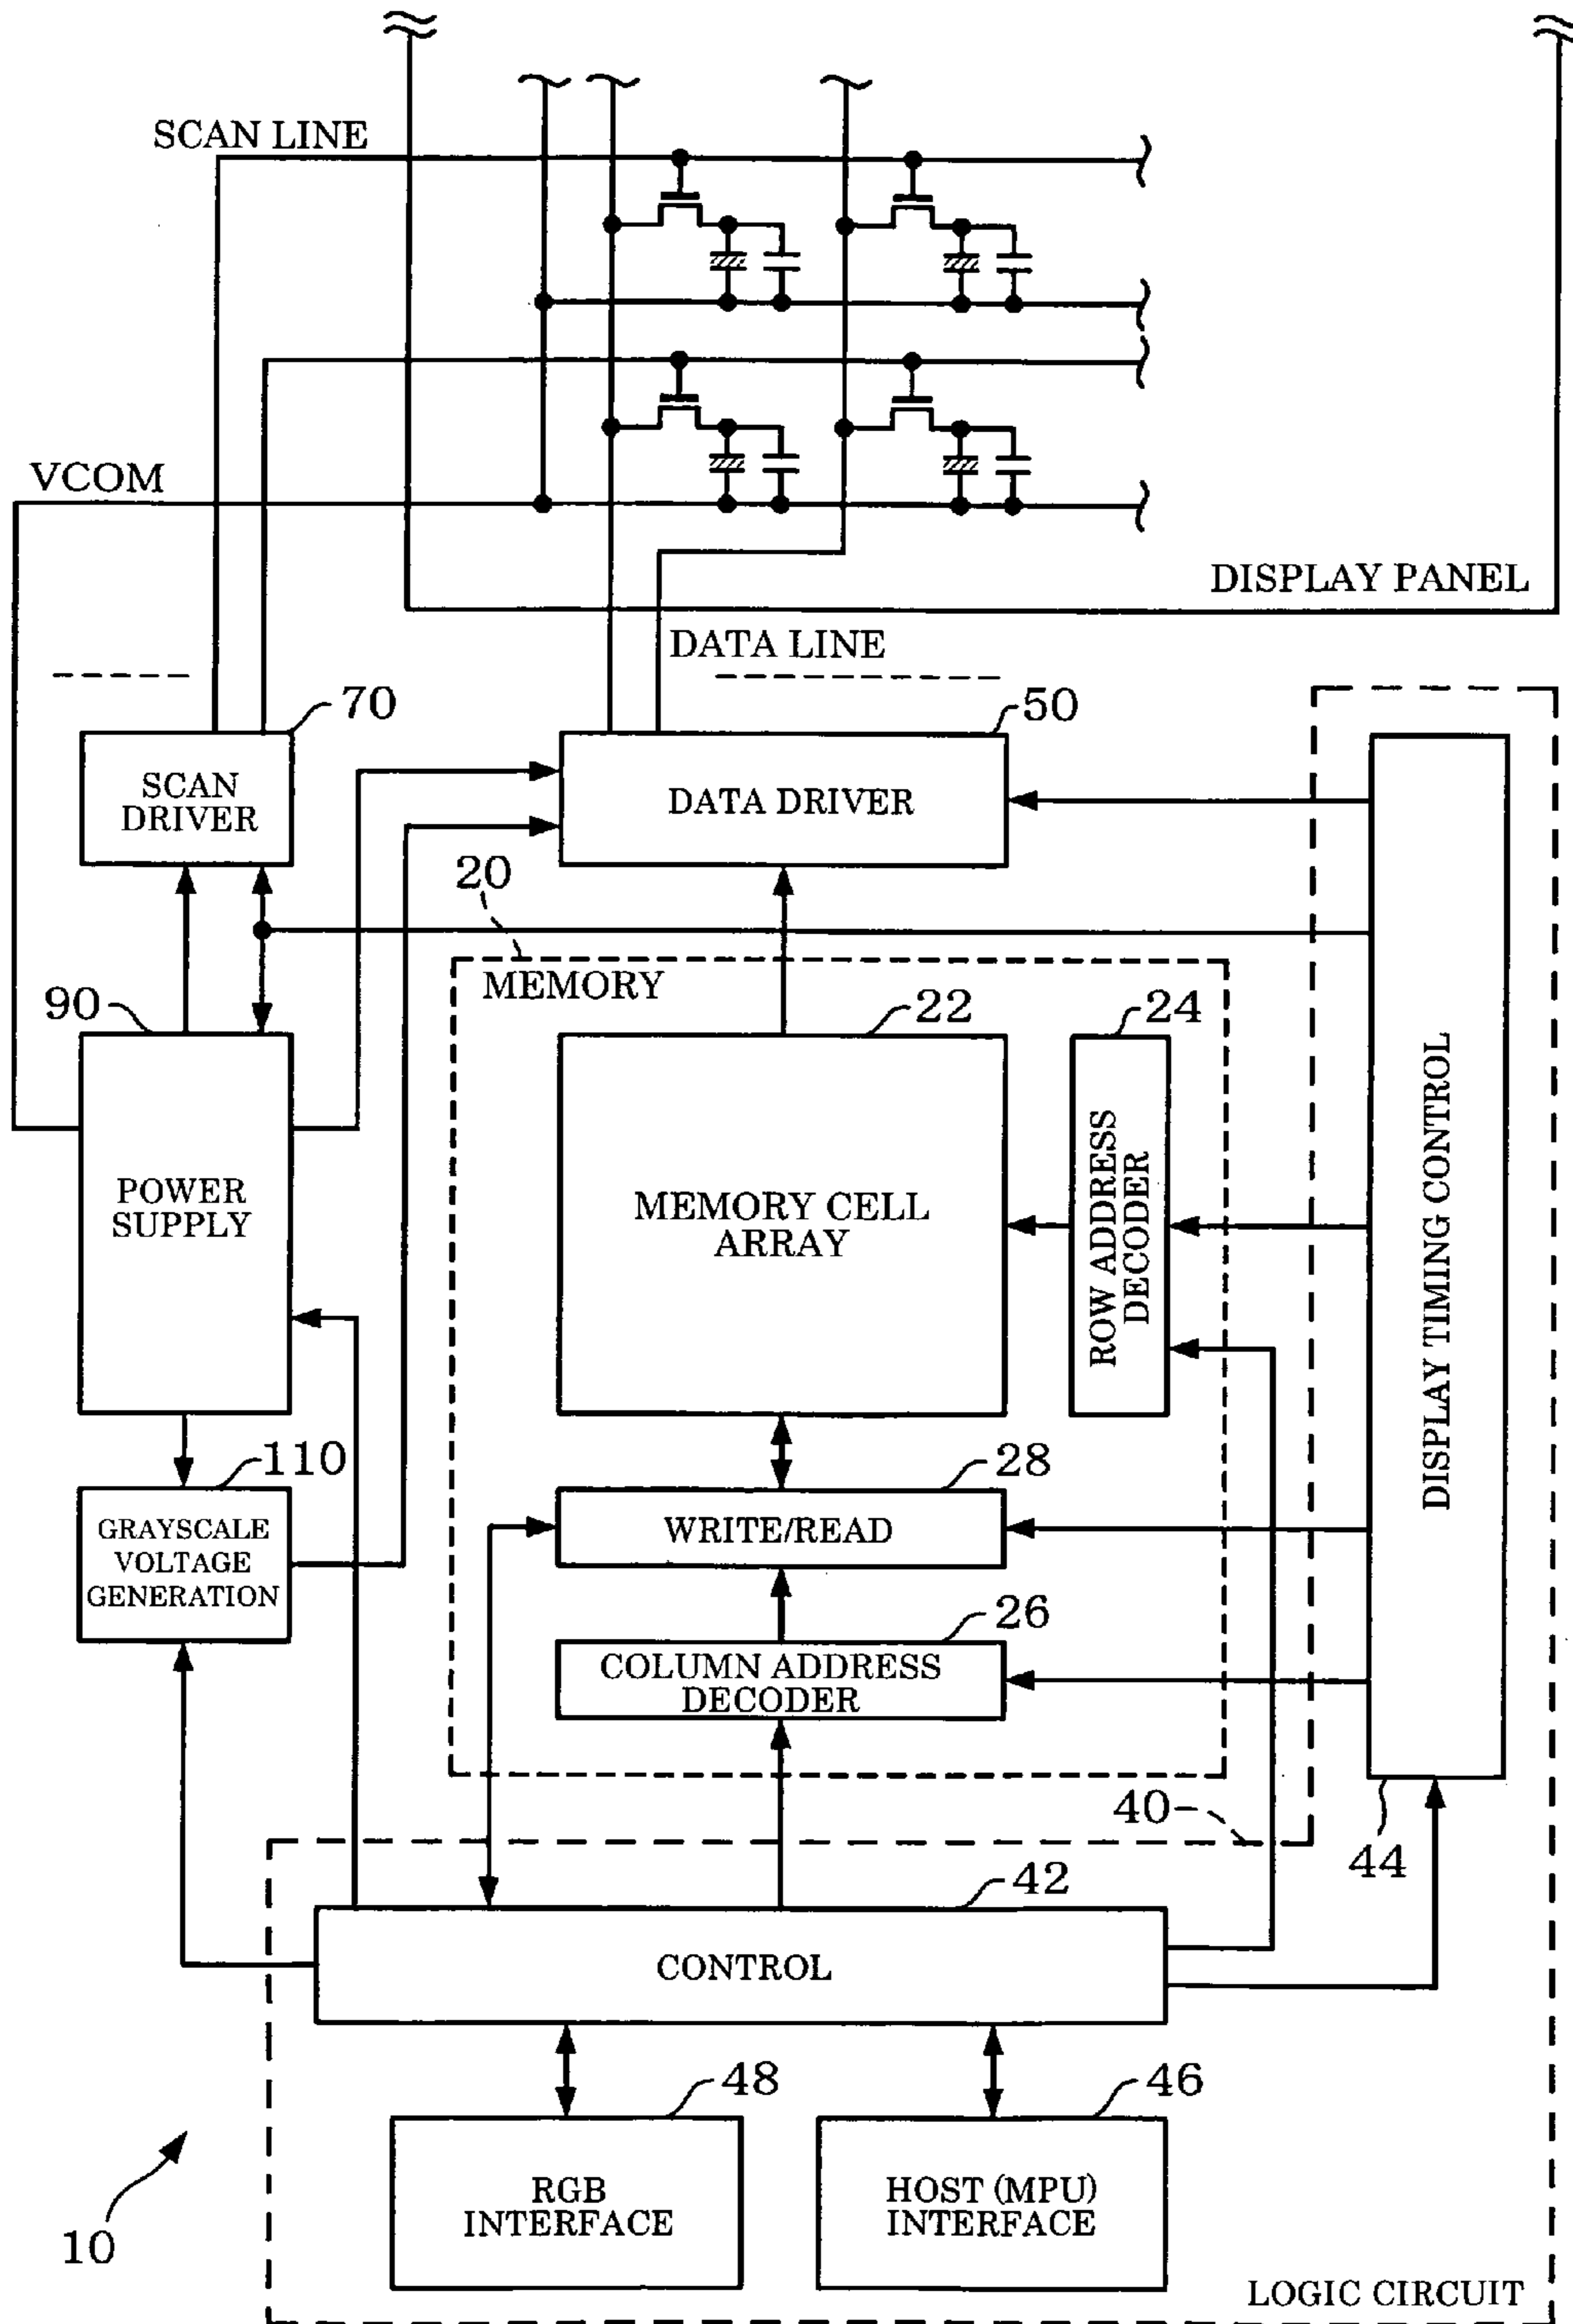 SCAN LINE
VCOM
DISPLAY PANEL
DATA LINE
70
50
SCAN
DRIVER
DATA DRIVER
20
MEMORY
90
22
24
POWER
SUPPLY
MEMORY CELL
ARRAY
ROW ADDRESS
DECODER
DISPLAY TIMING CONTROL
110
28
GRAYSCALE
VOLTAGE
GENERATION
WRITE/READ
26
COLUMN ADDRESS
DECODER
40
44
42
CONTROL
48
46
RGB
INTERFACE
HOST (MPU)
INTERFACE
10
LOGIC CIRCUIT